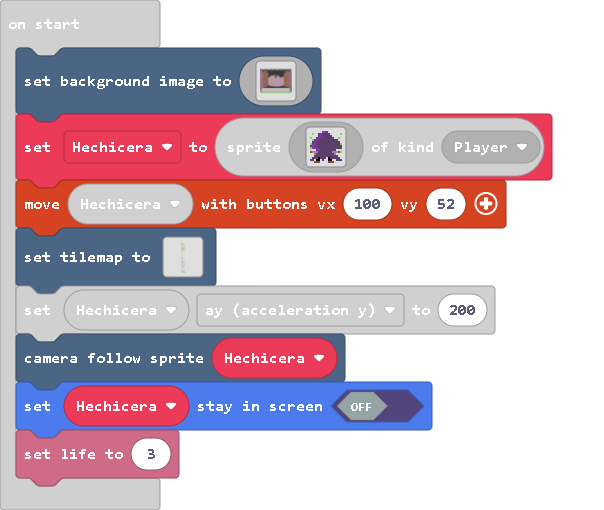 on start
set background image to
set Hechicera to sprite of kind Player
move Hechicera with buttons vx 100 vy 52
set tilemap to
set Hechicera ay (acceleration y) to 200
camera follow sprite Hechicera
set Hechicera stay in screen OFF
set life to 3